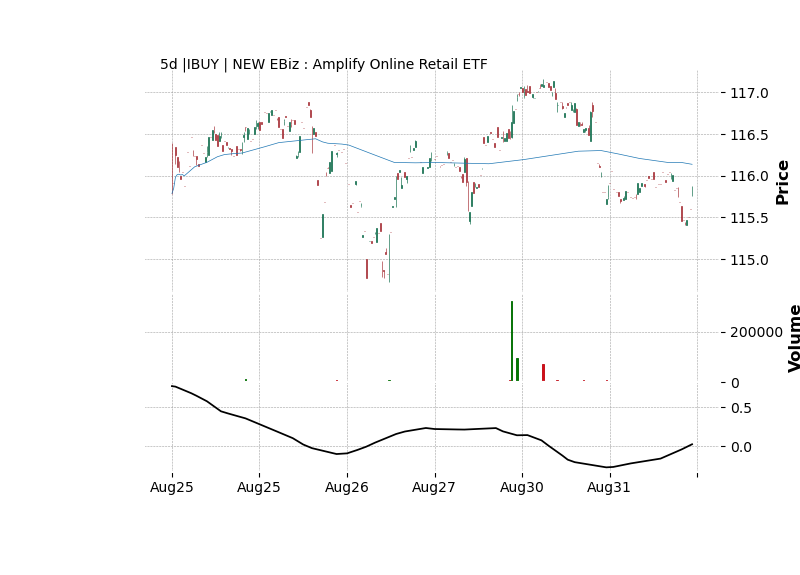 5d |IBUY | NEW EBiz : Amplify Online Retail ETF
117.0
116.5
116.0
115.5
115.0
Price
200000
0
Volume
0.5
0.0
Aug25 Aug25 Aug26 Aug27 Aug30 Aug31